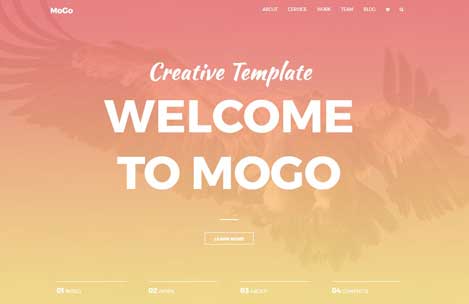 MoGo
ABOUT SERVICE WORK TEAM BLOG
Creative Template
WELCOME
TO MOGO
LEARN MORE
01 INTRO 02 WORK 03 ABOUT 04 CONTACTS